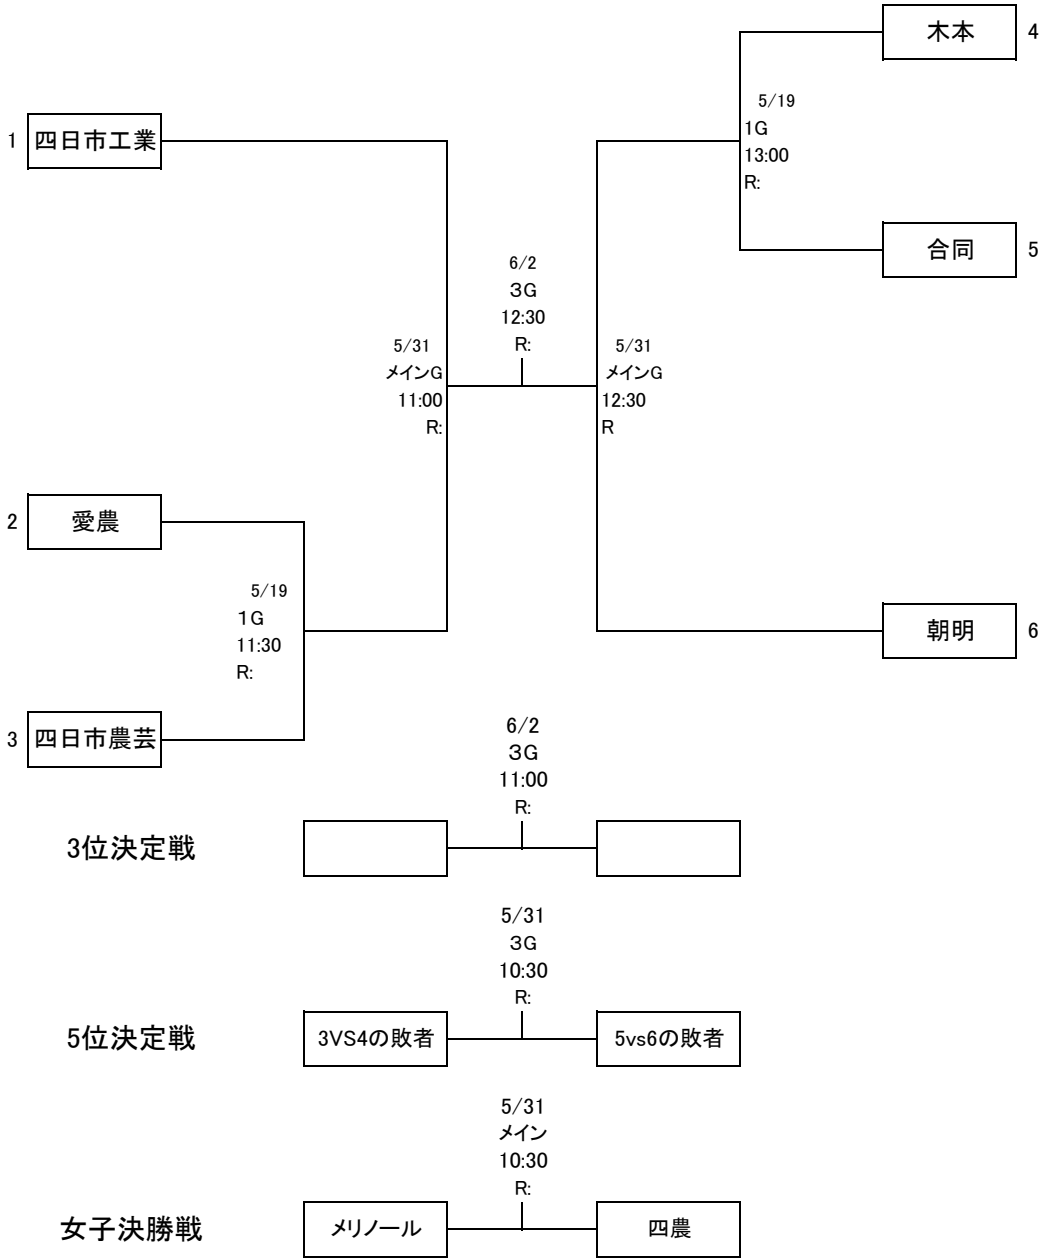 木本 4
5/19
1G
13:00
R:
1 四日市工業
合同 5
6/2
３G
12:30
R:
5/31
メインG
11:00
R:
5/31
メインG
12:30
R
2 愛農
5/19
１G
11:30
R:
朝明 6
3 四日市農芸
6/2
３G
11:00
R:
3位決定戦
5/31
３G
10:30
R:
5位決定戦
3VS4の敗者
5vs6の敗者
5/31
メイン
10:30
R:
女子決勝戦
メリノール
四農